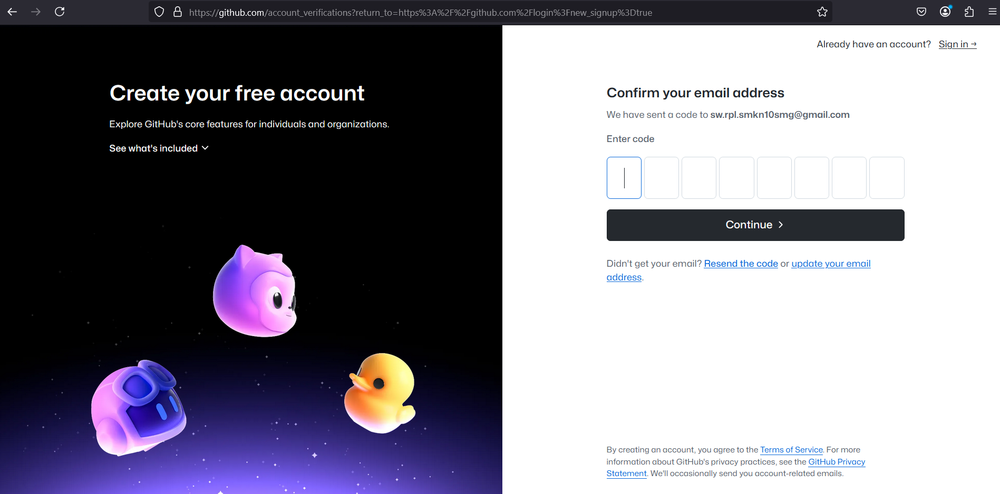 https://github.com/account_verifications?return_to=https%3A%2F%2Fgithub.com%2Flogin%3Fnew_signup%3Dtrue
Already have an account? Sign in →
Create your free account
Explore GitHub's core features for individuals and organizations.
See what's included
Confirm your email address
We have sent a code to sw.rpl.smkn10smg@gmail.com
Enter code
Continue
Didn't get your email? Resend the code or update your email
address.
By creating an account, you agree to the Terms of Service. For more
information about GitHub's privacy practices, see the GitHub Privacy
Statement. We'll occasionally send you account-related emails.